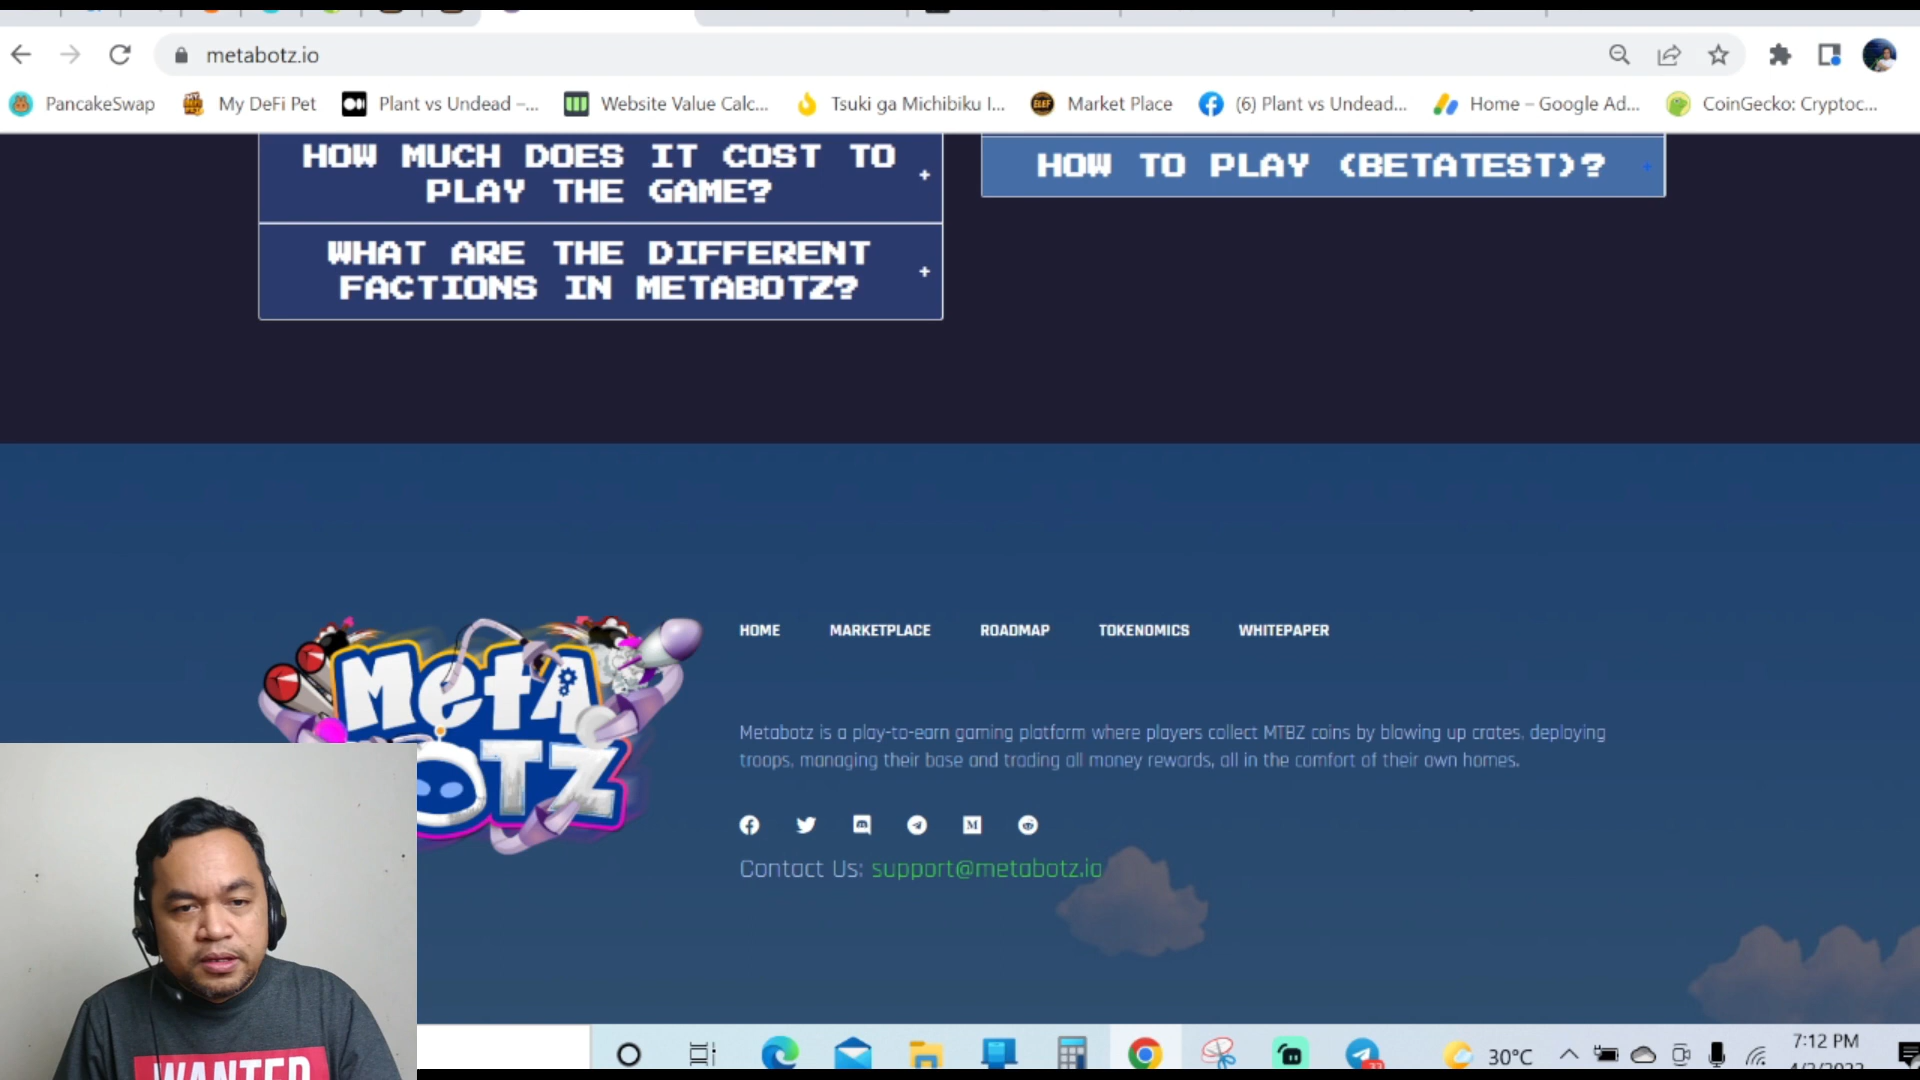 metabotz.io
PancakeSwap My DeFi Pet Plant vs Undead –... Website Value Calc... Tsuki ga Michibiku I... Market Place (6) Plant vs Undead... Home – Google Ad... CoinGecko: Cryptoc...
HOW MUCH DOES IT COST TO
PLAY THE GAME?
+
WHAT ARE THE DIFFERENT
FACTIONS IN METABOTZ?
+
HOW TO PLAY (BETATEST)?
+
META
BOTZ
HOME MARKETPLACE ROADMAP TOKENOMICS WHITEPAPER
Metabotz is a play-to-earn gaming platform where players collect MTBZ coins by blowing up crates, deploying
troops, managing their base and trading all money rewards, all in the comfort of their own homes.
Contact Us: support@metabotz.io
WANTED
30°C
7:12 PM